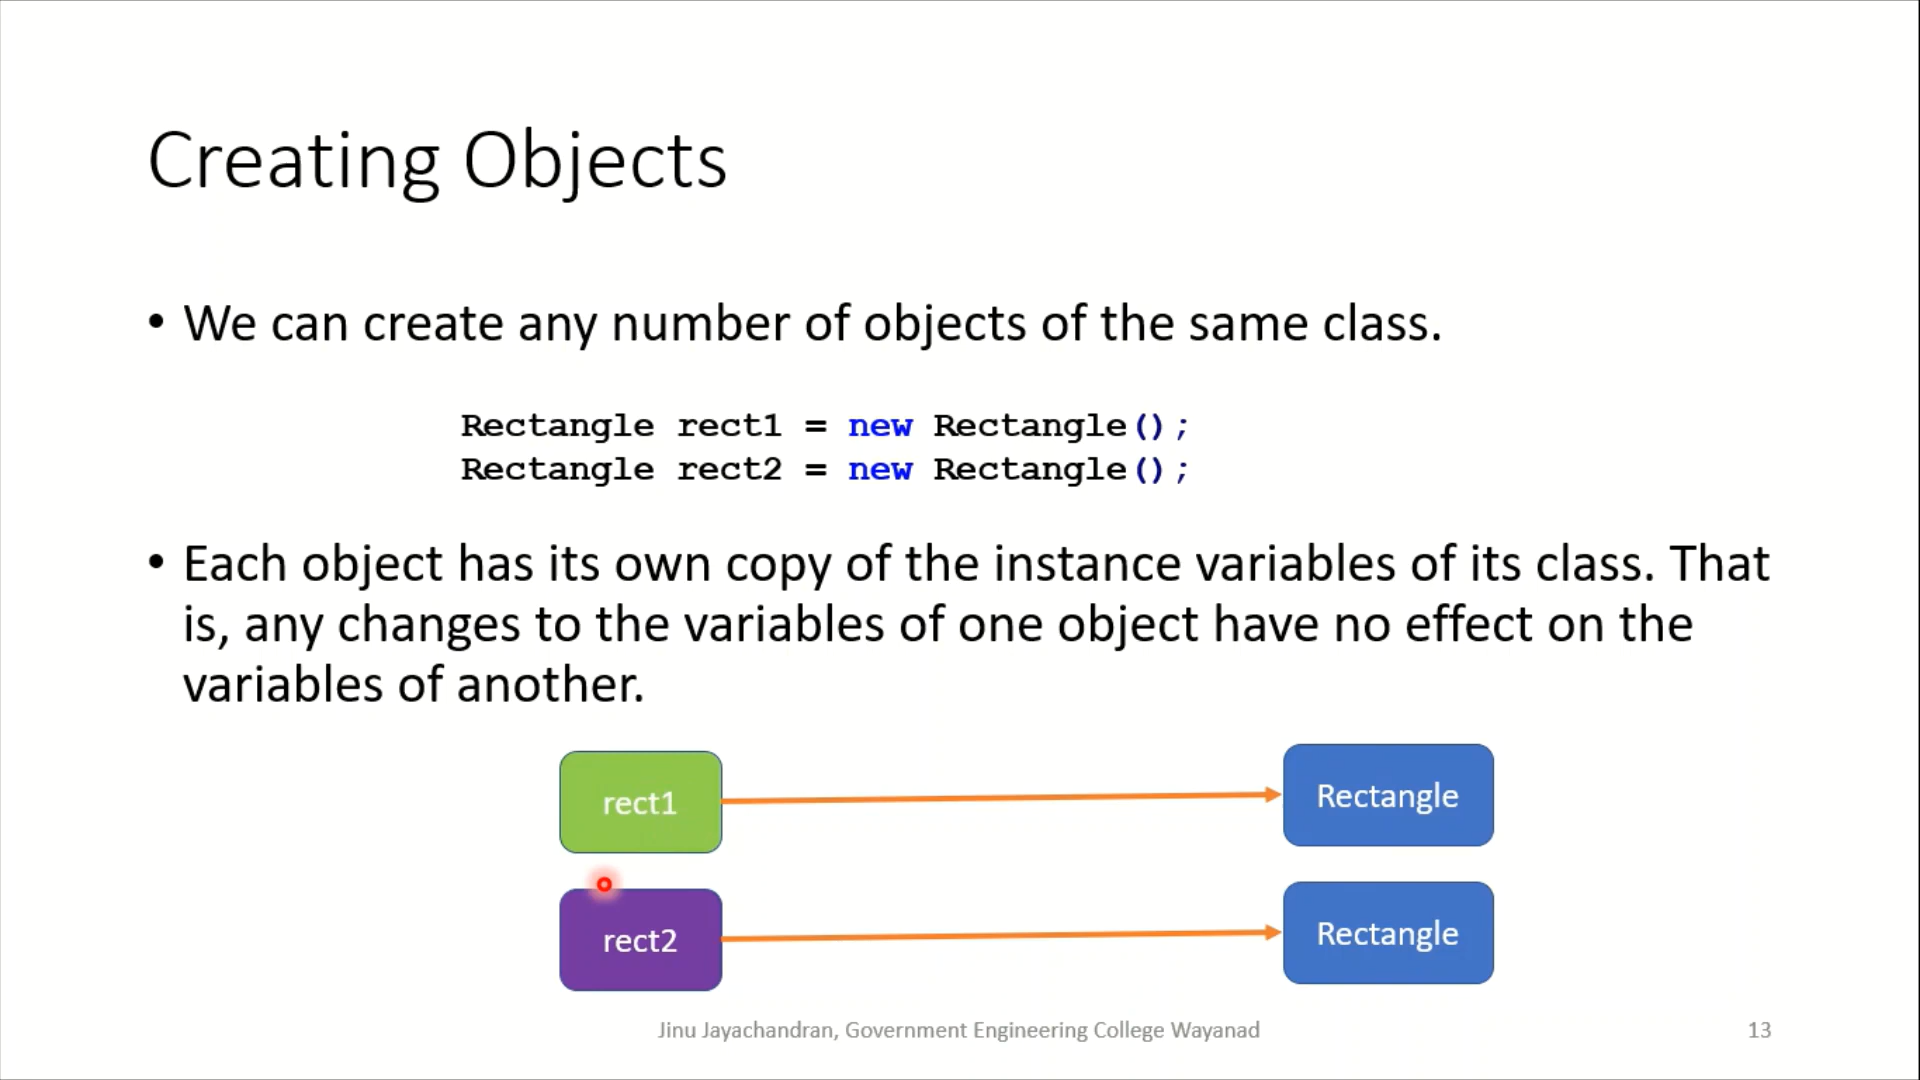 Creating Objects
• We can create any number of objects of the same class.
Rectangle rect1 = new Rectangle();
Rectangle rect2 = new Rectangle();
• Each object has its own copy of the instance variables of its class. That
is, any changes to the variables of one object have no effect on the
variables of another.
rect1
Rectangle
rect2
Rectangle
Jinu Jayachandran, Government Engineering College Wayanad
13